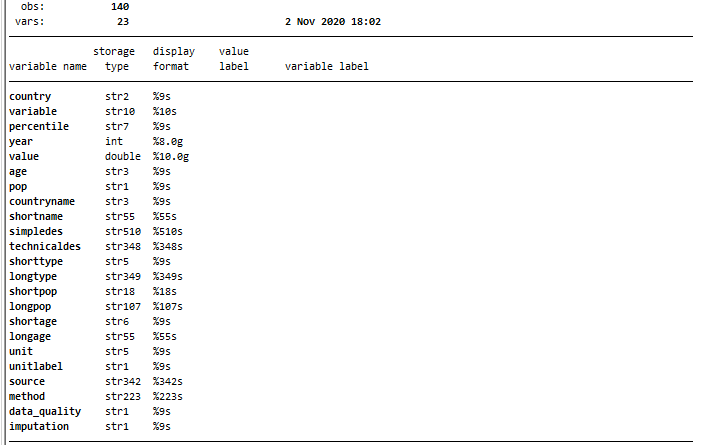 obs: 140
vars: 23 2 Nov 2020 18:02
storage display value
variable name type format label variable label
country str2 %9s
variable str10 %10s
percentile str7 %9s
year int %8.0g
value double %10.0g
age str3 %9s
pop str1 %9s
countryname str3 %9s
shortname str55 %55s
simpledes str510 %510s
technicaldes str348 %348s
shorttype str5 %9s
longtype str349 %349s
shortpop str18 %18s
longpop str107 %107s
shortage str6 %9s
longage str55 %55s
unit str5 %9s
unitlabel str1 %9s
source str342 %342s
method str223 %223s
data_quality str1 %9s
imputation str1 %9s